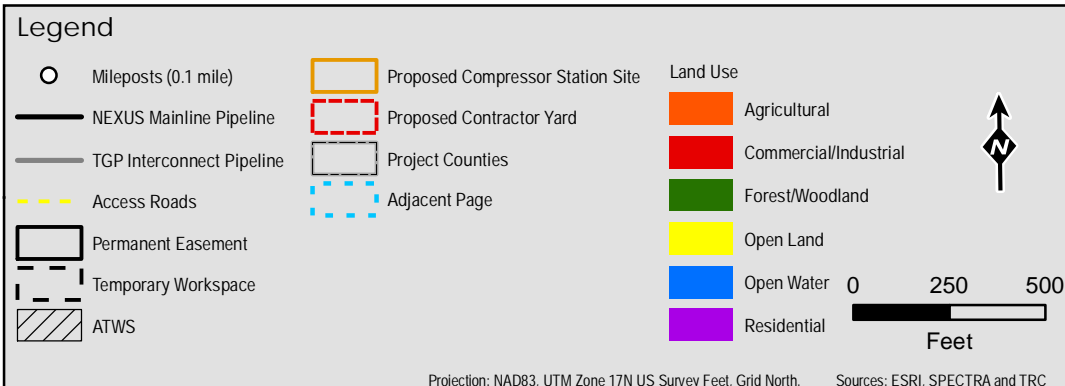 Legend
Mileposts (0.1 mile)
NEXUS Mainline Pipeline
TGP Interconnect Pipeline
Access Roads
Permanent Easement
Temporary Workspace
ATWS
Proposed Compressor Station Site
Proposed Contractor Yard
Project Counties
Adjacent Page
Land Use
Agricultural
Commercial/Industrial
Forest/Woodland
Open Land
Open Water
Residential
N
0 250 500
Feet
Projection: NAD83, UTM Zone 17N US Survey Feet, Grid North. Sources: ESRI, SPECTRA and TRC